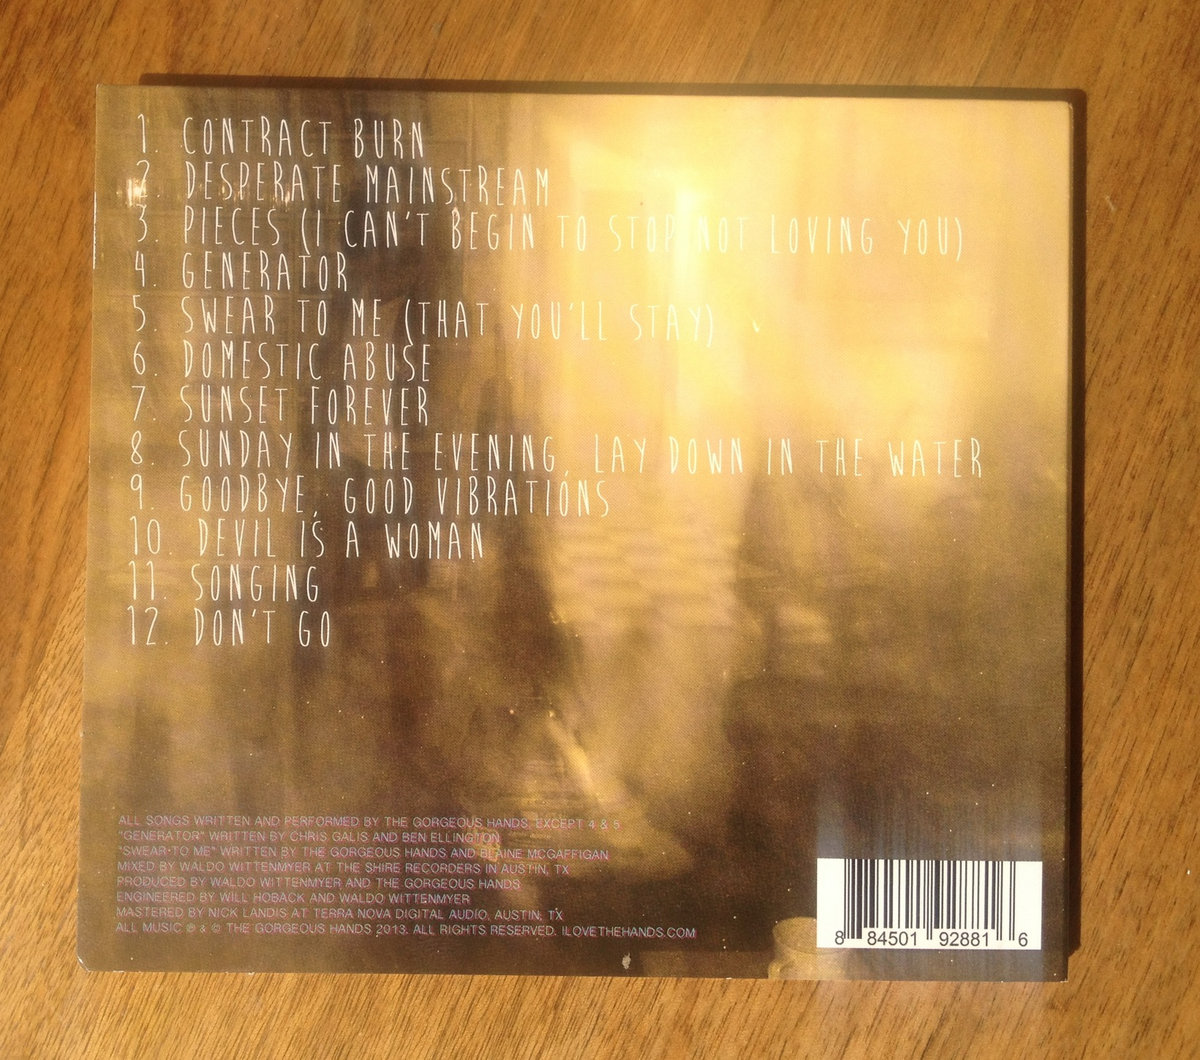 1. CONTRACT BURN
2. DESPERATE MAINSTREAM
3. PIECES (I CAN'T BEGIN TO STOP NOT LOVING YOU)
4. GENERATOR
5. SWEAR TO ME (THAT YOU'LL STAY)
6. DOMESTIC ABUSE
7. SUNSET FOREVER
8. SUNDAY IN THE EVENING, LAY DOWN IN THE WATER
9. GOODBYE, GOOD VIBRATIONS
10. DEVIL IS A WOMAN
11. SONGING
12. DON'T GO
ALL SONGS WRITTEN AND PERFORMED BY THE GORGEOUS HANDS, EXCEPT 4 & 5
"GENERATOR" WRITTEN BY CHRIS GALIS AND BEN ELLINGTON
"SWEAR TO ME" WRITTEN BY THE GORGEOUS HANDS AND BLAINE MCGAFFIGAN
MIXED BY WALDO WITTENMYER AT THE SHIRE RECORDERS IN AUSTIN, TX
PRODUCED BY WALDO WITTENMYER AND THE GORGEOUS HANDS
ENGINEERED BY WILL HOBACK AND WALDO WITTENMYER
MASTERED BY NICK LANDIS AT TERRA NOVA DIGITAL AUDIO, AUSTIN, TX
ALL MUSIC ℗ & © THE GORGEOUS HANDS 2013. ALL RIGHTS RESERVED. ILOVETHEHANDS.COM
8 84501 92881 6